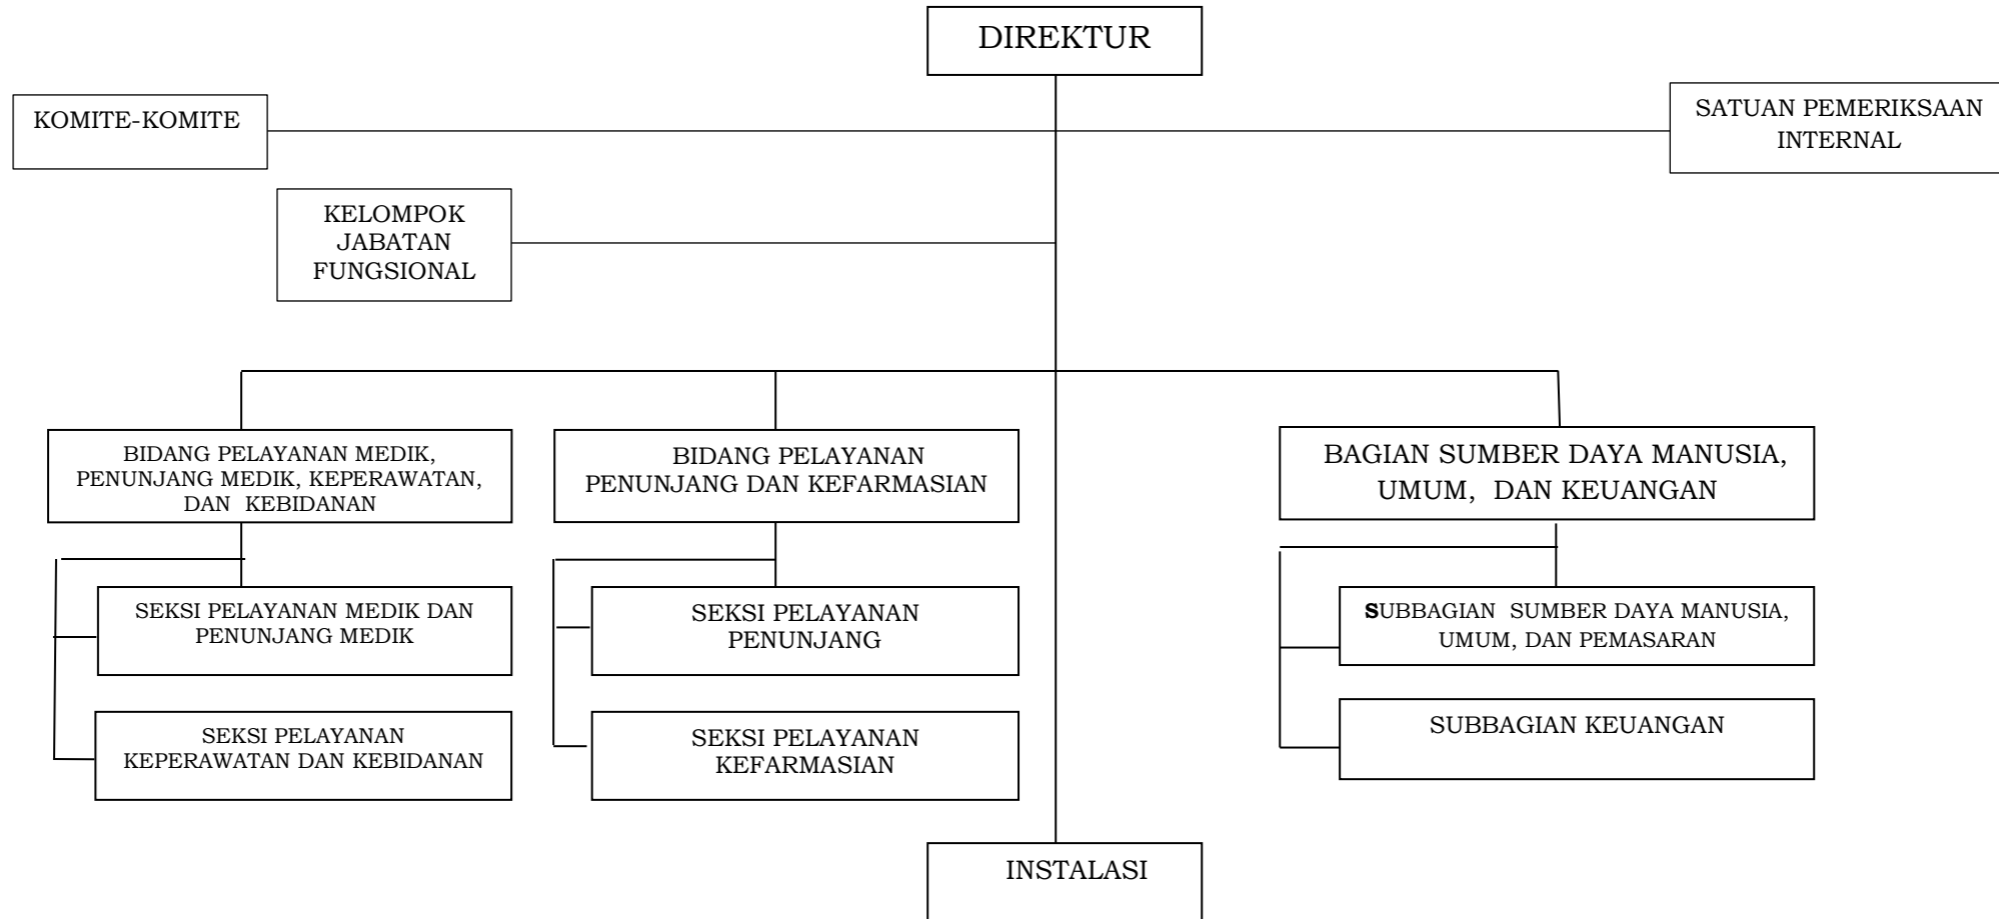 DIREKTUR
KOMITE-KOMITE
SATUAN PEMERIKSAAN
INTERNAL
KELOMPOK
JABATAN
FUNGSIONAL
BIDANG PELAYANAN MEDIK,
PENUNJANG MEDIK, KEPERAWATAN,
DAN KEBIDANAN
BIDANG PELAYANAN
PENUNJANG DAN KEFARMASIAN
BAGIAN SUMBER DAYA MANUSIA,
UMUM, DAN KEUANGAN
SEKSI PELAYANAN MEDIK DAN
PENUNJANG MEDIK
SEKSI PELAYANAN
PENUNJANG
SUBBAGIAN SUMBER DAYA MANUSIA,
UMUM, DAN PEMASARAN
SEKSI PELAYANAN
KEPERAWATAN DAN KEBIDANAN
SEKSI PELAYANAN
KEFARMASIAN
SUBBAGIAN KEUANGAN
INSTALASI